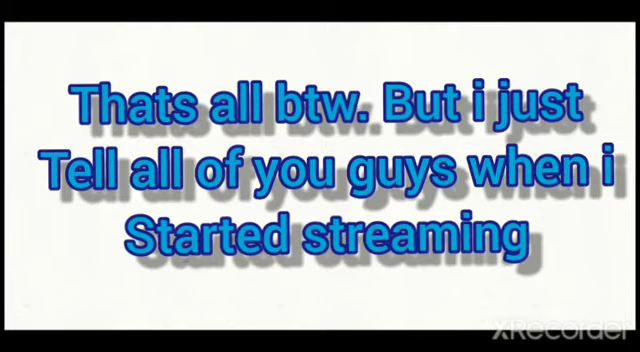 Thats all btw. But i just
Tell all of you guys when i
Started streaming
XRecorder